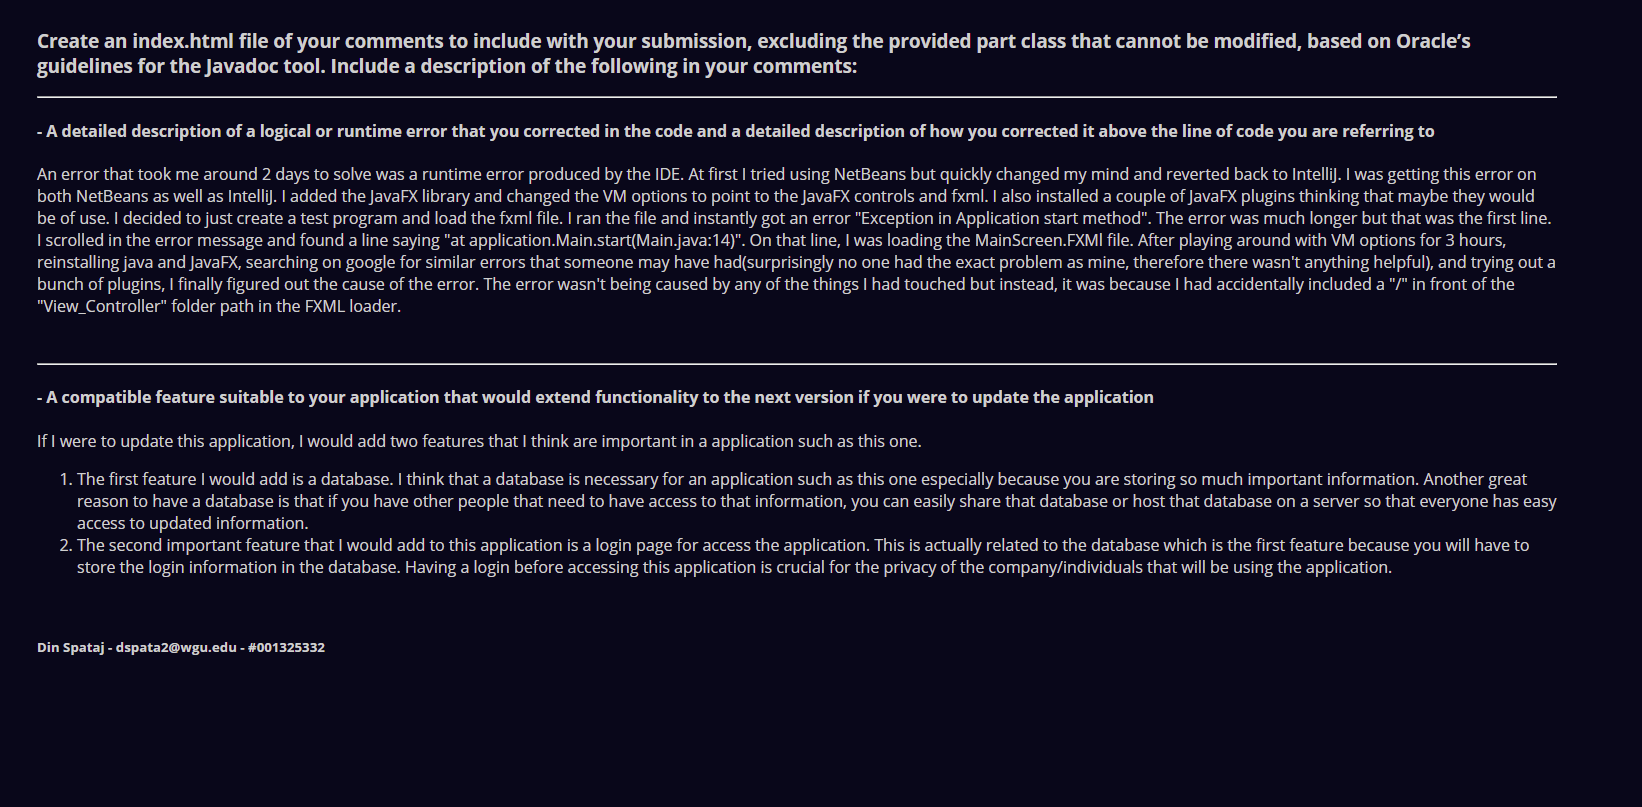 Create an index.html file of your comments to include with your submission, excluding the provided part class that cannot be modified, based on Oracle’s
guidelines for the Javadoc tool. Include a description of the following in your comments:
- A detailed description of a logical or runtime error that you corrected in the code and a detailed description of how you corrected it above the line of code you are referring to
An error that took me around 2 days to solve was a runtime error produced by the IDE. At first I tried using NetBeans but quickly changed my mind and reverted back to IntelliJ. I was getting this error on
both NetBeans as well as IntelliJ. I added the JavaFX library and changed the VM options to point to the JavaFX controls and fxml. I also installed a couple of JavaFX plugins thinking that maybe they would
be of use. I decided to just create a test program and load the fxml file. I ran the file and instantly got an error "Exception in Application start method". The error was much longer but that was the first line.
I scrolled in the error message and found a line saying "at application.Main.start(Main.java:14)". On that line, I was loading the MainScreen.FXMl file. After playing around with VM options for 3 hours,
reinstalling java and JavaFX, searching on google for similar errors that someone may have had(surprisingly no one had the exact problem as mine, therefore there wasn't anything helpful), and trying out a
bunch of plugins, I finally figured out the cause of the error. The error wasn't being caused by any of the things I had touched but instead, it was because I had accidentally included a "/" in front of the
"View_Controller" folder path in the FXML loader.
- A compatible feature suitable to your application that would extend functionality to the next version if you were to update the application
If I were to update this application, I would add two features that I think are important in a application such as this one.
1. The first feature I would add is a database. I think that a database is necessary for an application such as this one especially because you are storing so much important information. Another great
reason to have a database is that if you have other people that need to have access to that information, you can easily share that database or host that database on a server so that everyone has easy
access to updated information.
2. The second important feature that I would add to this application is a login page for access the application. This is actually related to the database which is the first feature because you will have to
store the login information in the database. Having a login before accessing this application is crucial for the privacy of the company/individuals that will be using the application.
Din Spataj - dspata2@wgu.edu - #001325332